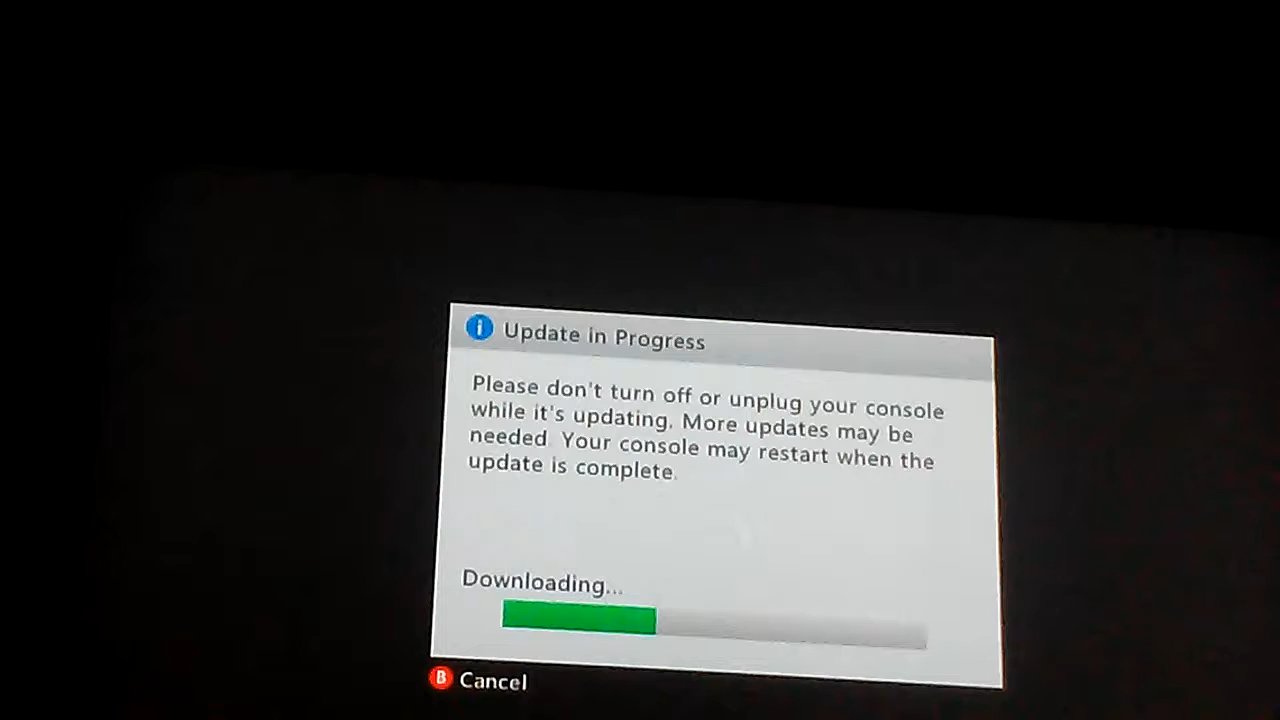 i Update in Progress
Please don't turn off or unplug your console
while it's updating. More updates may be
needed. Your console may restart when the
update is complete.
Downloading...
B Cancel